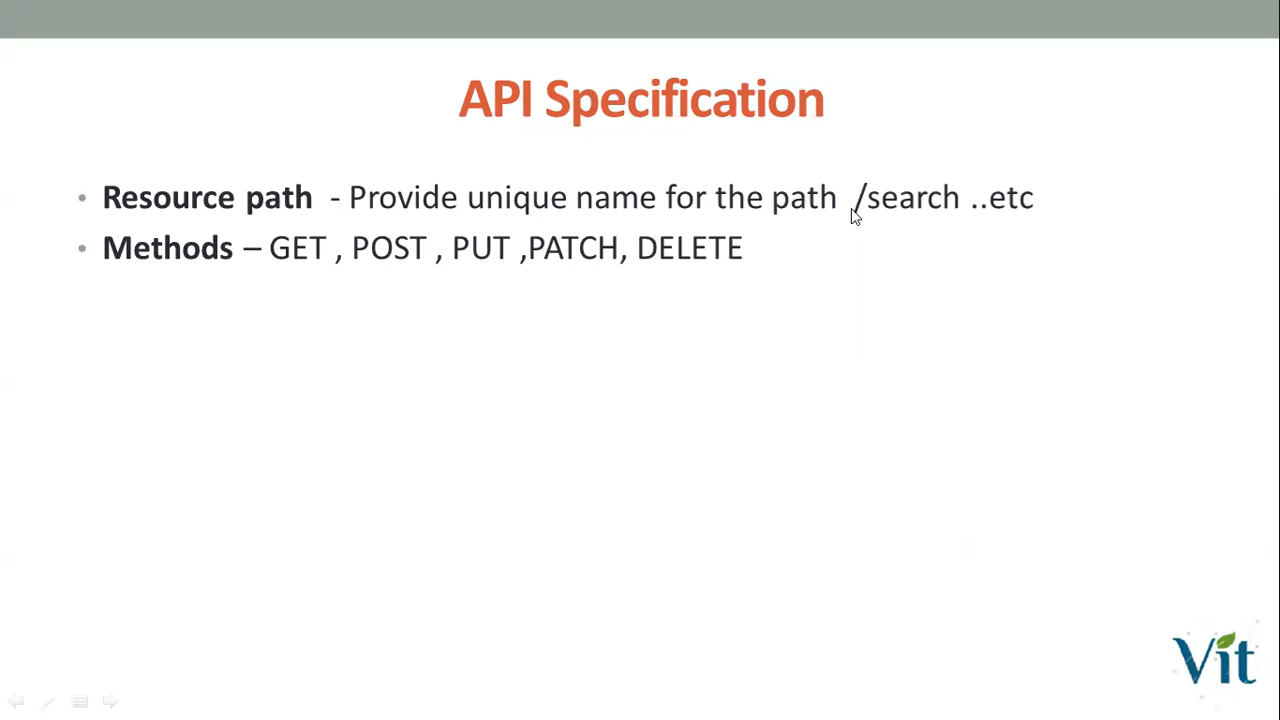 API Specification
• Resource path - Provide unique name for the path /search ..etc
• Methods – GET , POST , PUT ,PATCH, DELETE
Vit